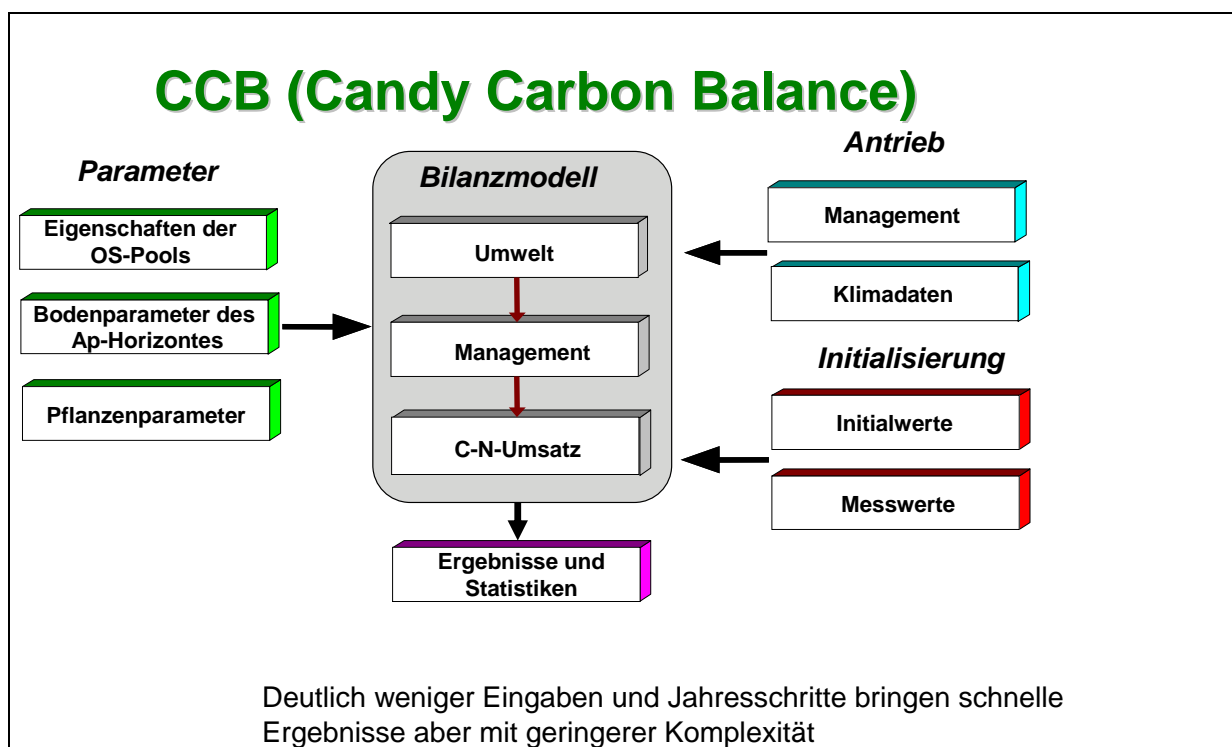 CCB (Candy Carbon Balance)
Parameter
Eigenschaften der
OS-Pools
Bodenparameter des
Ap-Horizontes
Pflanzenparameter
Bilanzmodell
Umwelt
Management
C-N-Umsatz
Ergebnisse und
Statistiken
Antrieb
Management
Klimadaten
Initialisierung
Initialwerte
Messwerte
Deutlich weniger Eingaben und Jahresschritte bringen schnelle
Ergebnisse aber mit geringerer Komplexität